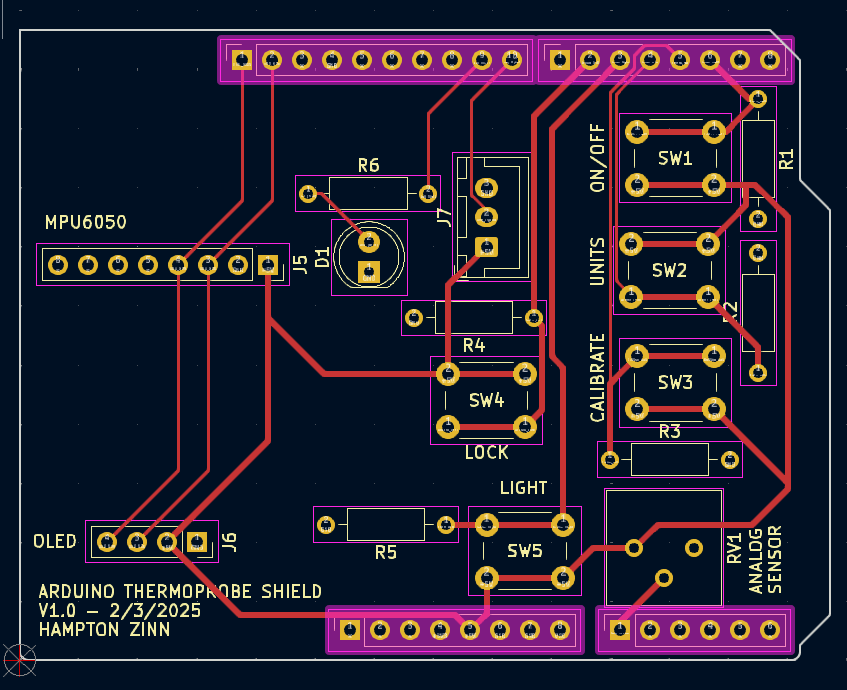 R6
J7
ON/OFF
SW1
R1
MPU6050
J5
D1
UNITS
SW2
R2
R4
CALIBRATE
SW3
SW4
R3
LOCK
LIGHT
OLED
J6
R5
SW5
RV1
ANALOG
SENSOR
ARDUINO THERMOPROBE SHIELD
V1.0 – 2/3/2025
HAMPTON ZINN